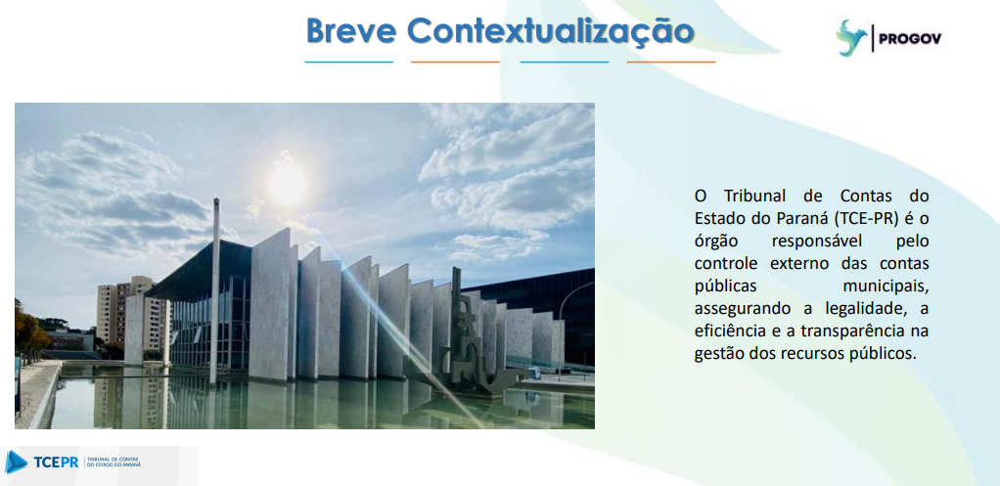 Breve Contextualização
PROGOV
O Tribunal de Contas do
Estado do Paraná (TCE-PR) é o
órgão responsável pelo
controle externo das contas
públicas municipais,
assegurando a legalidade, a
eficiência e a transparência na
gestão dos recursos públicos.
TCEPR
TRIBUNAL DE CONTAS
DO ESTADO DO PARANÁ